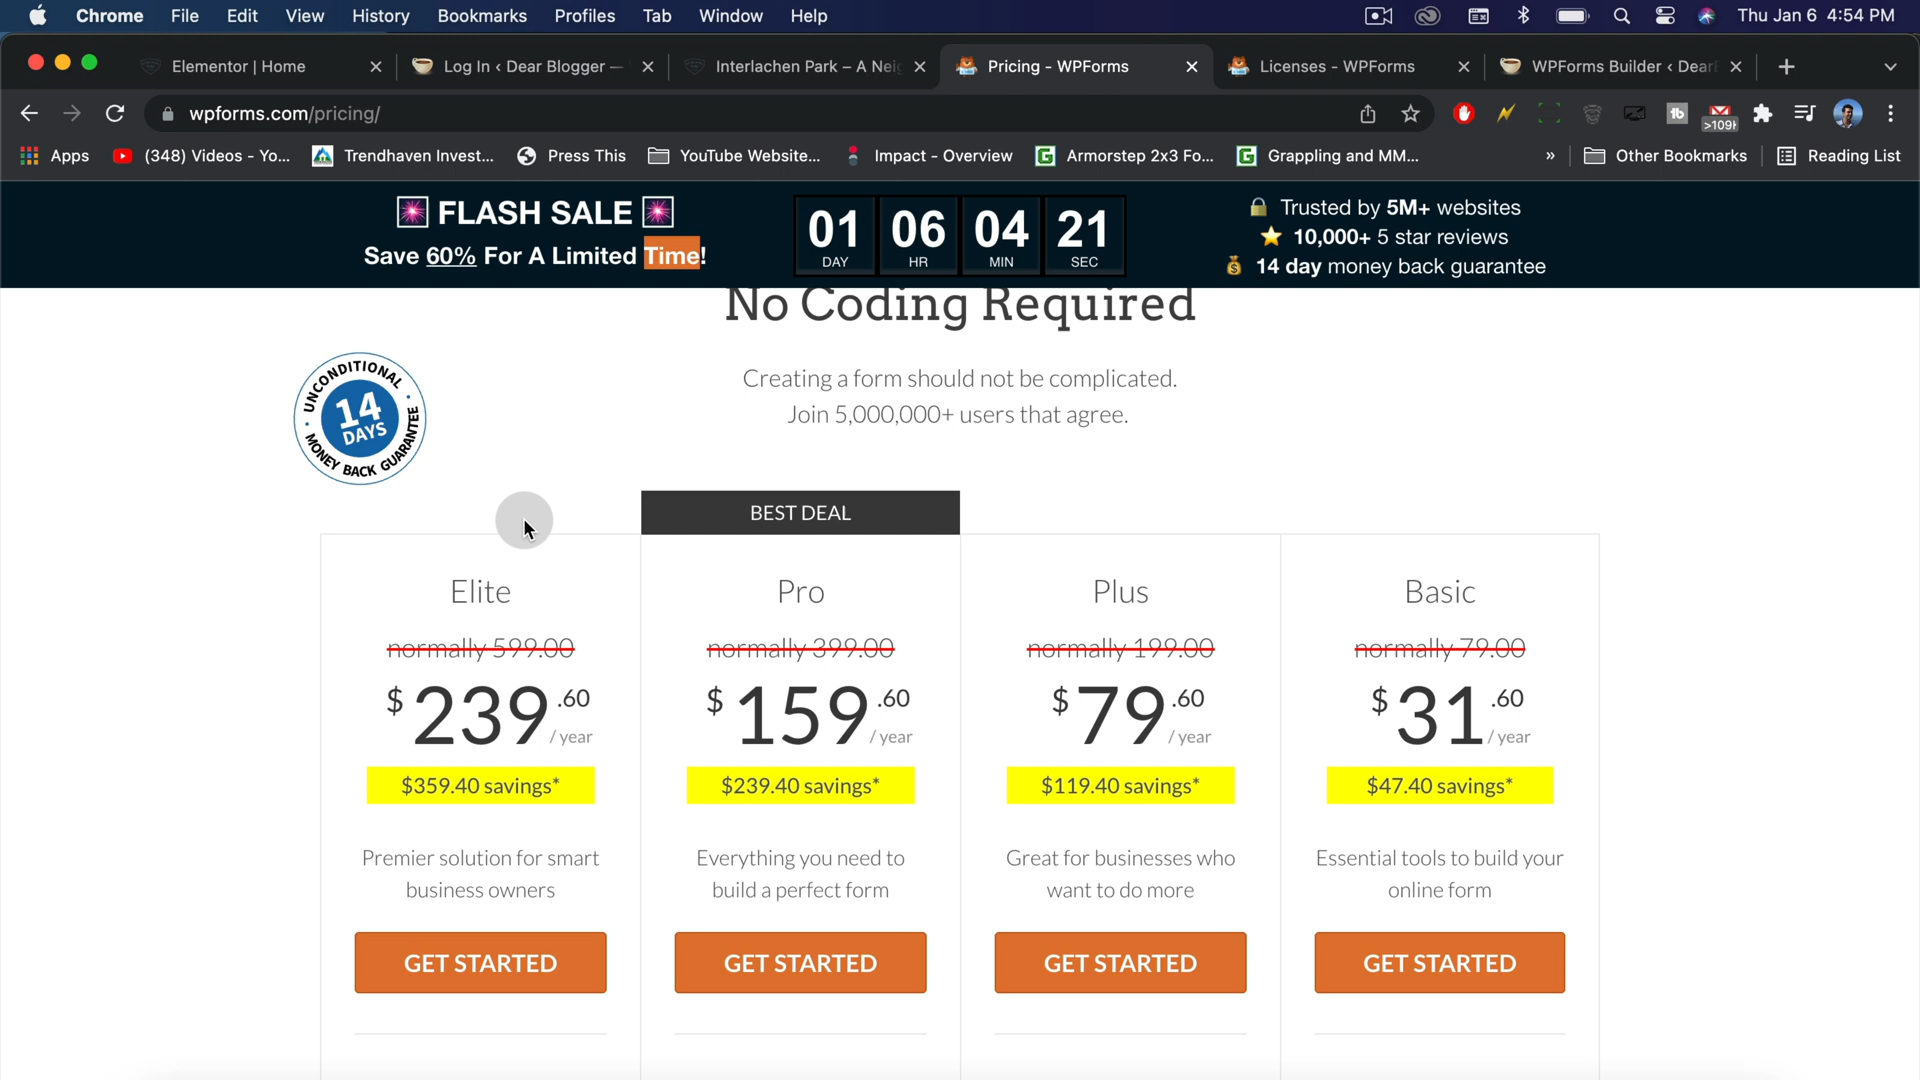 Chrome File Edit View History Bookmarks Profiles Tab Window Help Thu Jan 6 4:54 PM
Elementor | Home
Log In ‹ Dear Blogger —
Interlachen Park – A Neig
Pricing - WPForms
Licenses - WPForms
WPForms Builder ‹ Dear
wpforms.com/pricing/
tb
>109k
Apps
(348) Videos - Yo...
Trendhaven Invest...
Press This
YouTube Website...
Impact - Overview
Armorstep 2x3 Fo...
Grappling and MM...
»
Other Bookmarks
Reading List
FLASH SALE
Save 60% For A Limited Time!
01 06 04 21
DAY HR MIN SEC
Trusted by 5M+ websites
10,000+ 5 star reviews
14 day money back guarantee
No Coding Required
UNCONDITIONAL
14
DAYS
MONEY BACK GUARANTEE
Creating a form should not be complicated.
Join 5,000,000+ users that agree.
BEST DEAL
Elite
normally 599.00
$239.60
/ year
$359.40 savings*
Premier solution for smart
business owners
GET STARTED
Pro
normally 399.00
$159.60
/ year
$239.40 savings*
Everything you need to
build a perfect form
GET STARTED
Plus
normally 199.00
$79.60
/ year
$119.40 savings*
Great for businesses who
want to do more
GET STARTED
Basic
normally 79.00
$31.60
/ year
$47.40 savings*
Essential tools to build your
online form
GET STARTED